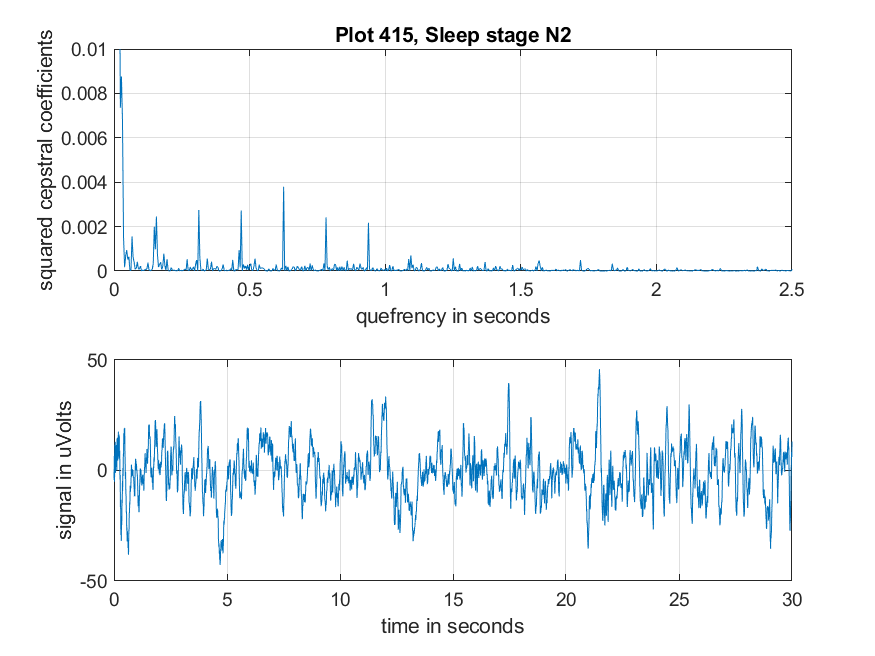 Plot 415, Sleep stage N2
squared cepstral coefficients
0.01
0.008
0.006
0.004
0.002
0
0 0.5 1 1.5 2 2.5
quefrency in seconds
signal in uVolts
50
0
-50
0 5 10 15 20 25 30
time in seconds